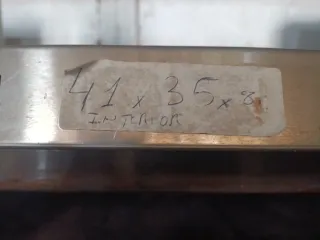 41 x 35 x 8
INTERIOR